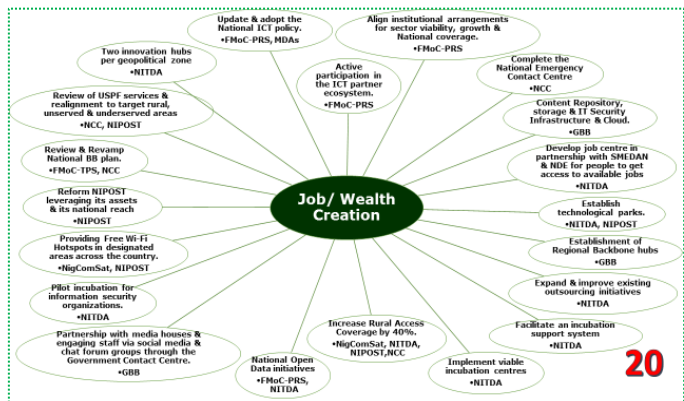 Update & adopt the
National ICT policy.
•FMoC-PRS, MDAs
Align institutional arrangements
for sector viability, growth &
National coverage.
•FMoC-PRS
Two innovation hubs
per geopolitical zone
•NITDA
Active
participation in
the ICT partner
ecosystem.
•FMoC-PRS
Complete the
National Emergency
Contact Centre
•NCC
Review of USPF services &
realignment to target rural,
unserved & underserved areas
•NCC, NIPOST
Content Repository,
storage & IT Security
Infrastructure & Cloud.
•GBB
Review & Revamp
National BB plan.
•FMoC-TPS, NCC
Develop job centre in
partnership with SMEDAN
& NDE for people to get
access to available jobs
•NITDA
Job/ Wealth
Creation
Reform NIPOST
leveraging its assets
& its national reach
•NIPOST
Establish
technological parks.
•NITDA, NIPOST
Providing Free Wi-Fi
Hotspots in designated
areas across the country.
•NigComSat, NIPOST
Establishment of
Regional Backbone hubs
•GBB
Pilot incubation for
information security
organizations.
•NITDA
Expand & improve existing
outsourcing initiatives
•NITDA
Partnership with media houses &
engaging staff via social media &
chat forum groups through the
Government Contact Centre.
•GBB
Increase Rural Access
Coverage by 40%.
•NigComSat, NITDA,
NIPOST,NCC
Facilitate an incubation
support system
•NITDA
National Open
Data initiatives
•FMoC-PRS,
NITDA
Implement viable
incubation centres
•NITDA
20